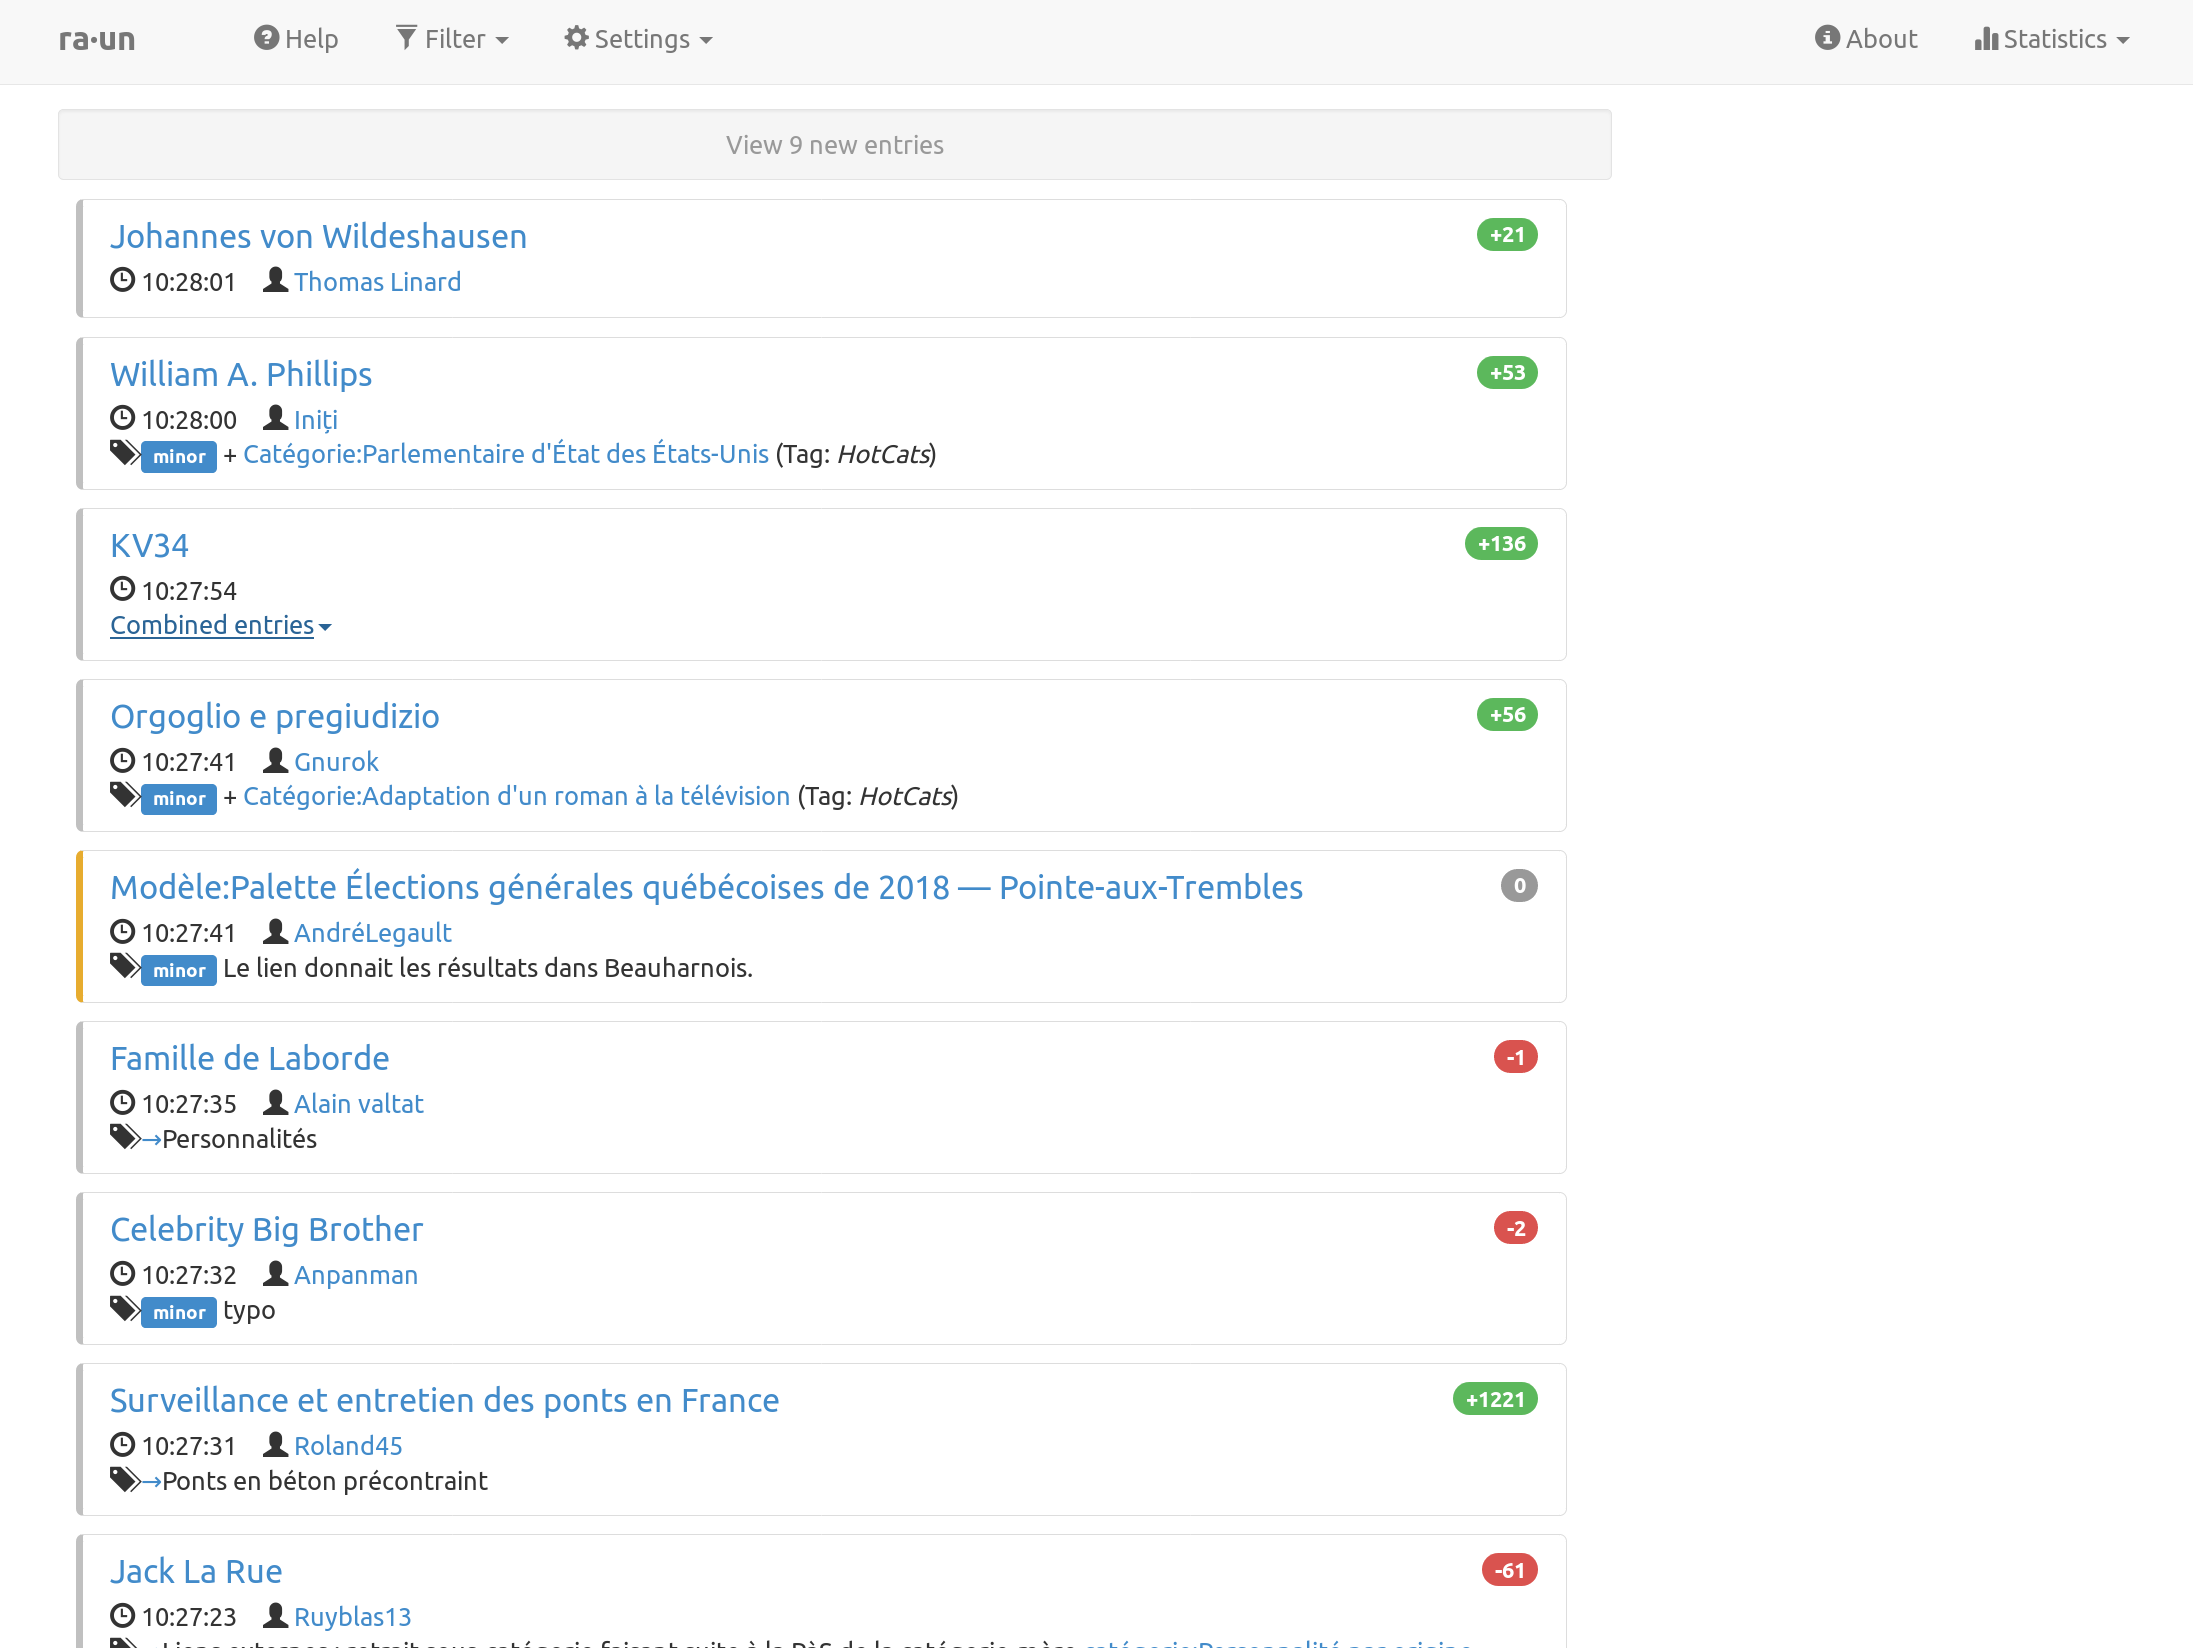 ra·un Help Filter Settings About Statistics
View 9 new entries
Johannes von Wildeshausen +21
10:28:01 Thomas Linard
William A. Phillips +53
10:28:00 Iniți
minor + Catégorie:Parlementaire d'État des États-Unis (Tag: HotCats)
KV34 +136
10:27:54
Combined entries
Orgoglio e pregiudizio +56
10:27:41 Gnurok
minor + Catégorie:Adaptation d'un roman à la télévision (Tag: HotCats)
Modèle:Palette Élections générales québécoises de 2018 — Pointe-aux-Trembles 0
10:27:41 AndréLegault
minor Le lien donnait les résultats dans Beauharnois.
Famille de Laborde -1
10:27:35 Alain valtat
→Personnalités
Celebrity Big Brother -2
10:27:32 Anpanman
minor typo
Surveillance et entretien des ponts en France +1221
10:27:31 Roland45
→Ponts en béton précontraint
Jack La Rue -61
10:27:23 Ruyblas13